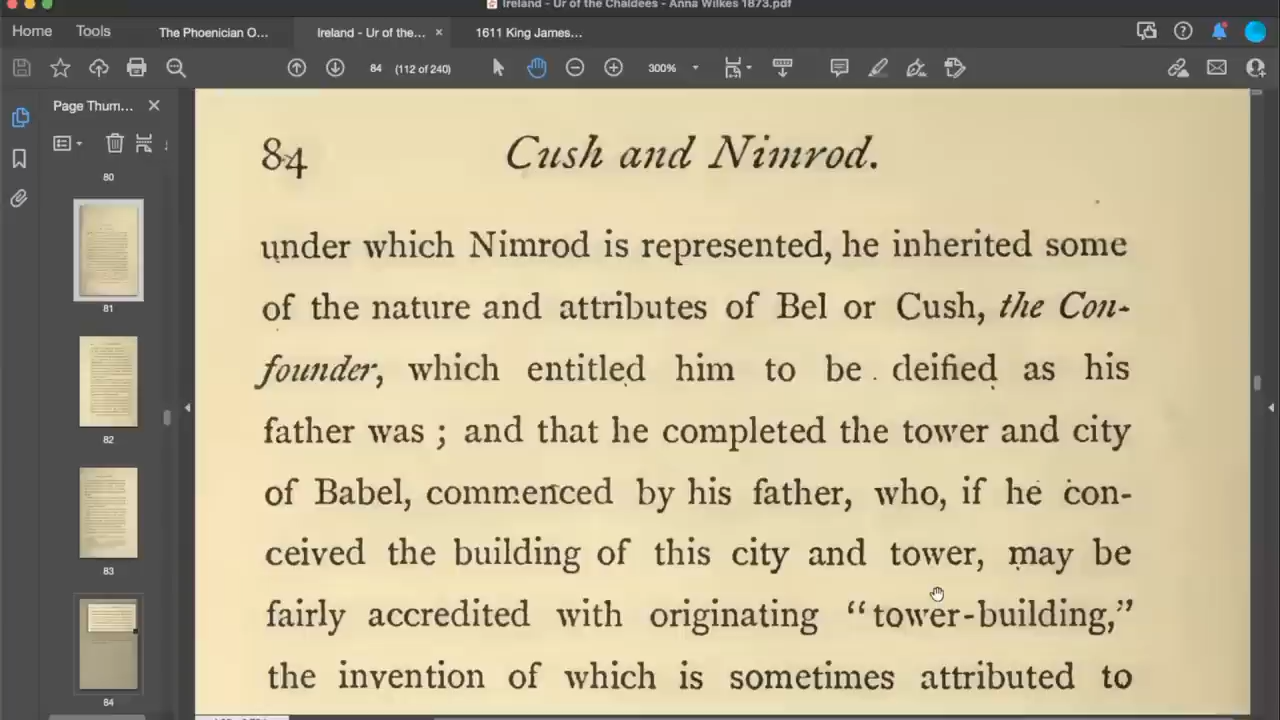 Ireland - Ur of the Chaldees - Anna Wilkes 1873.pdf
Home Tools The Phoenician O... Ireland - Ur of the... × 1611 King James...
84 (112 of 240) 300%
Page Thum...
80
81
82
83
84
84 Cush and Nimrod.
under which Nimrod is represented, he inherited some
of the nature and attributes of Bel or Cush, the Con-
founder, which entitled him to be deified as his
father was ; and that he completed the tower and city
of Babel, commenced by his father, who, if he con-
ceived the building of this city and tower, may be
fairly accredited with originating “tower-building,”
the invention of which is sometimes attributed to